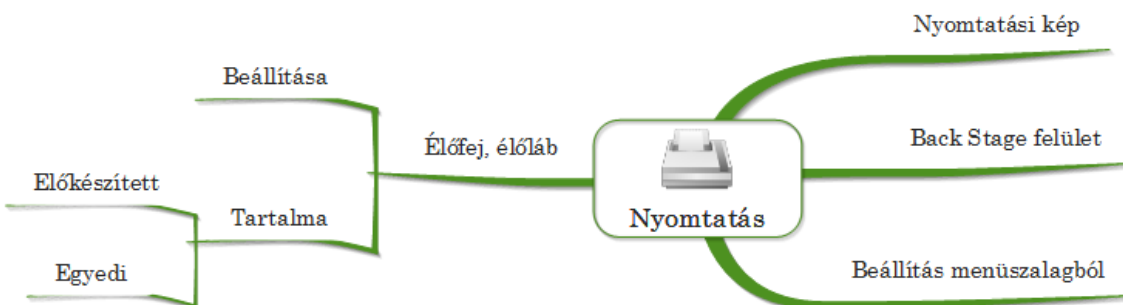 Nyomtatási kép
Beállítása
Back Stage felület
Élőfej, élőláb
Előkészített
Tartalma
Nyomtatás
Egyedi
Beállítás menüszalagból